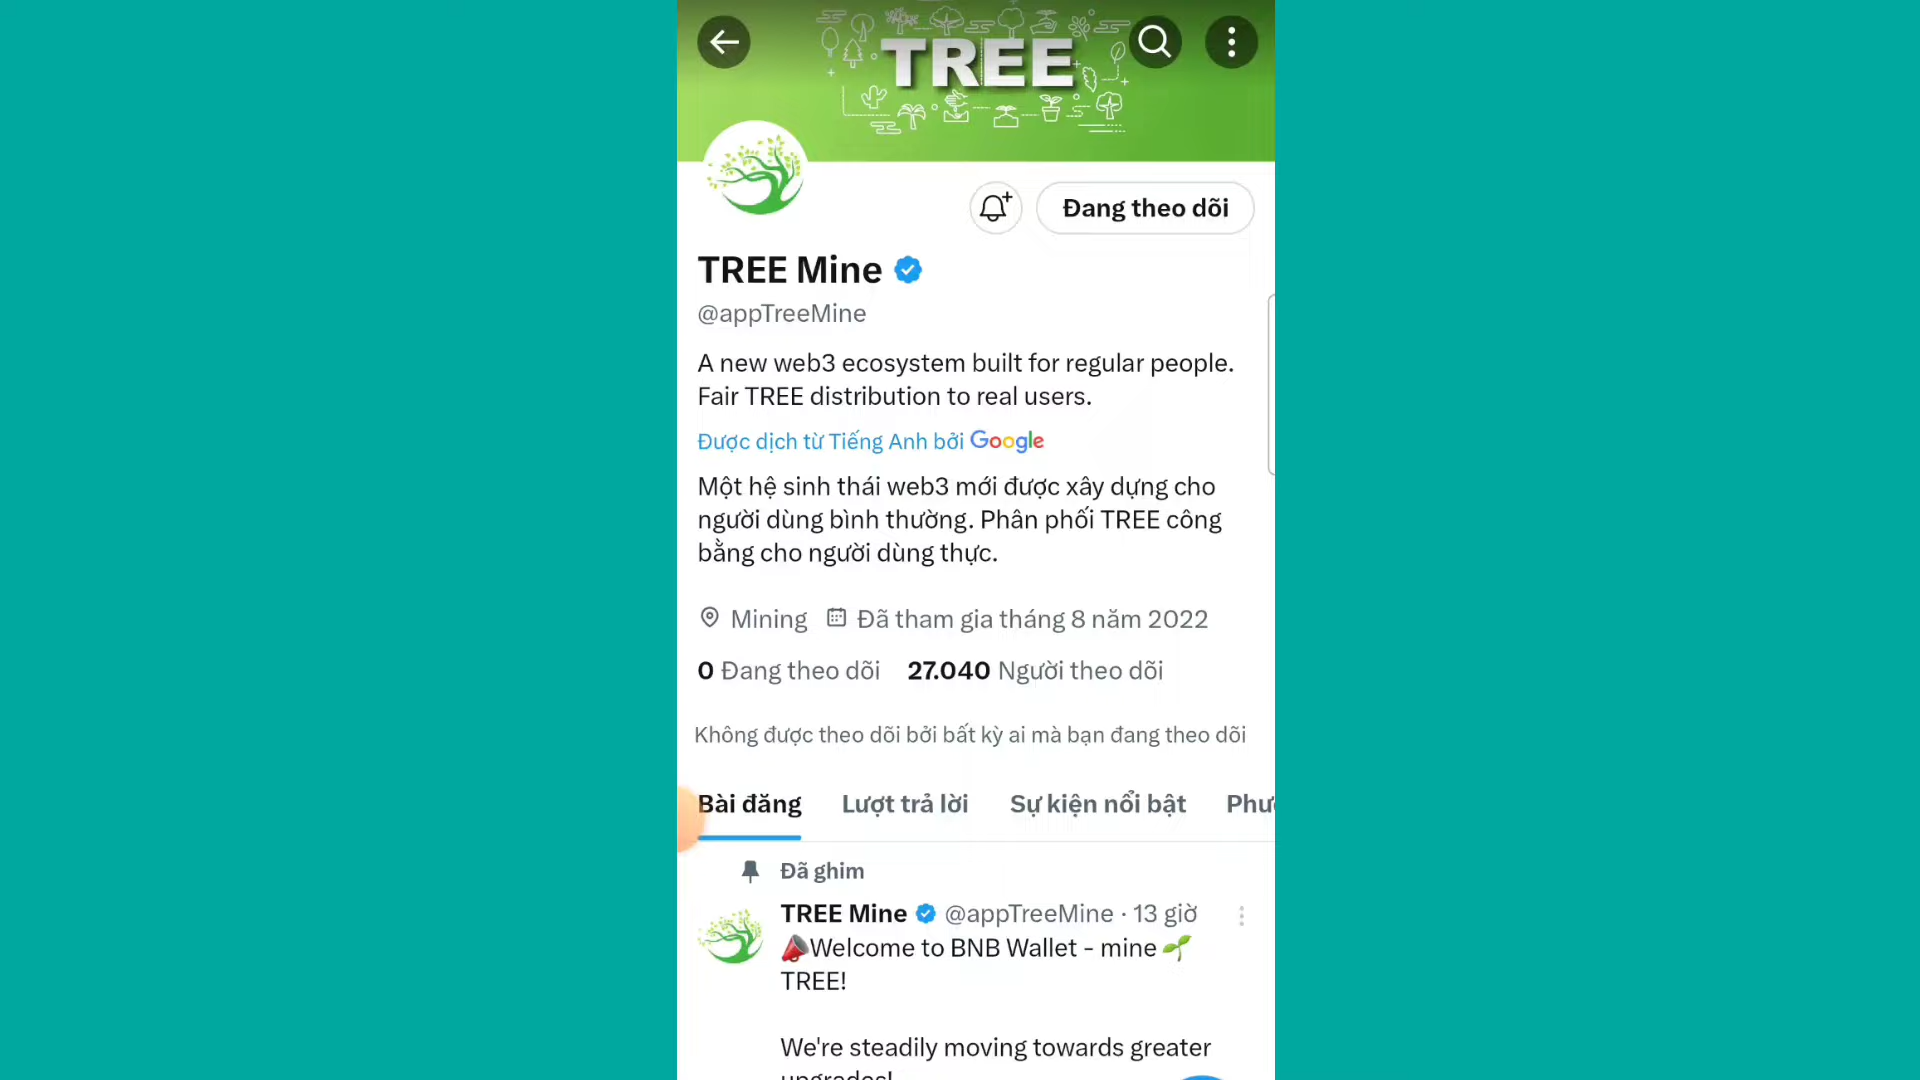 TREE
Đang theo dõi
TREE Mine
@appTreeMine
A new web3 ecosystem built for regular people.
Fair TREE distribution to real users.
Được dịch từ Tiếng Anh bởi Google
Một hệ sinh thái web3 mới được xây dựng cho
người dùng bình thường. Phân phối TREE công
bằng cho người dùng thực.
Mining Đã tham gia tháng 8 năm 2022
0 Đang theo dõi 27.040 Người theo dõi
Không được theo dõi bởi bất kỳ ai mà bạn đang theo dõi
Bài đăng Lượt trả lời Sự kiện nổi bật
Đã ghim
TREE Mine @appTreeMine · 13 giờ
📣Welcome to BNB Wallet - mine 🌱
TREE!
We're steadily moving towards greater
upgrades!